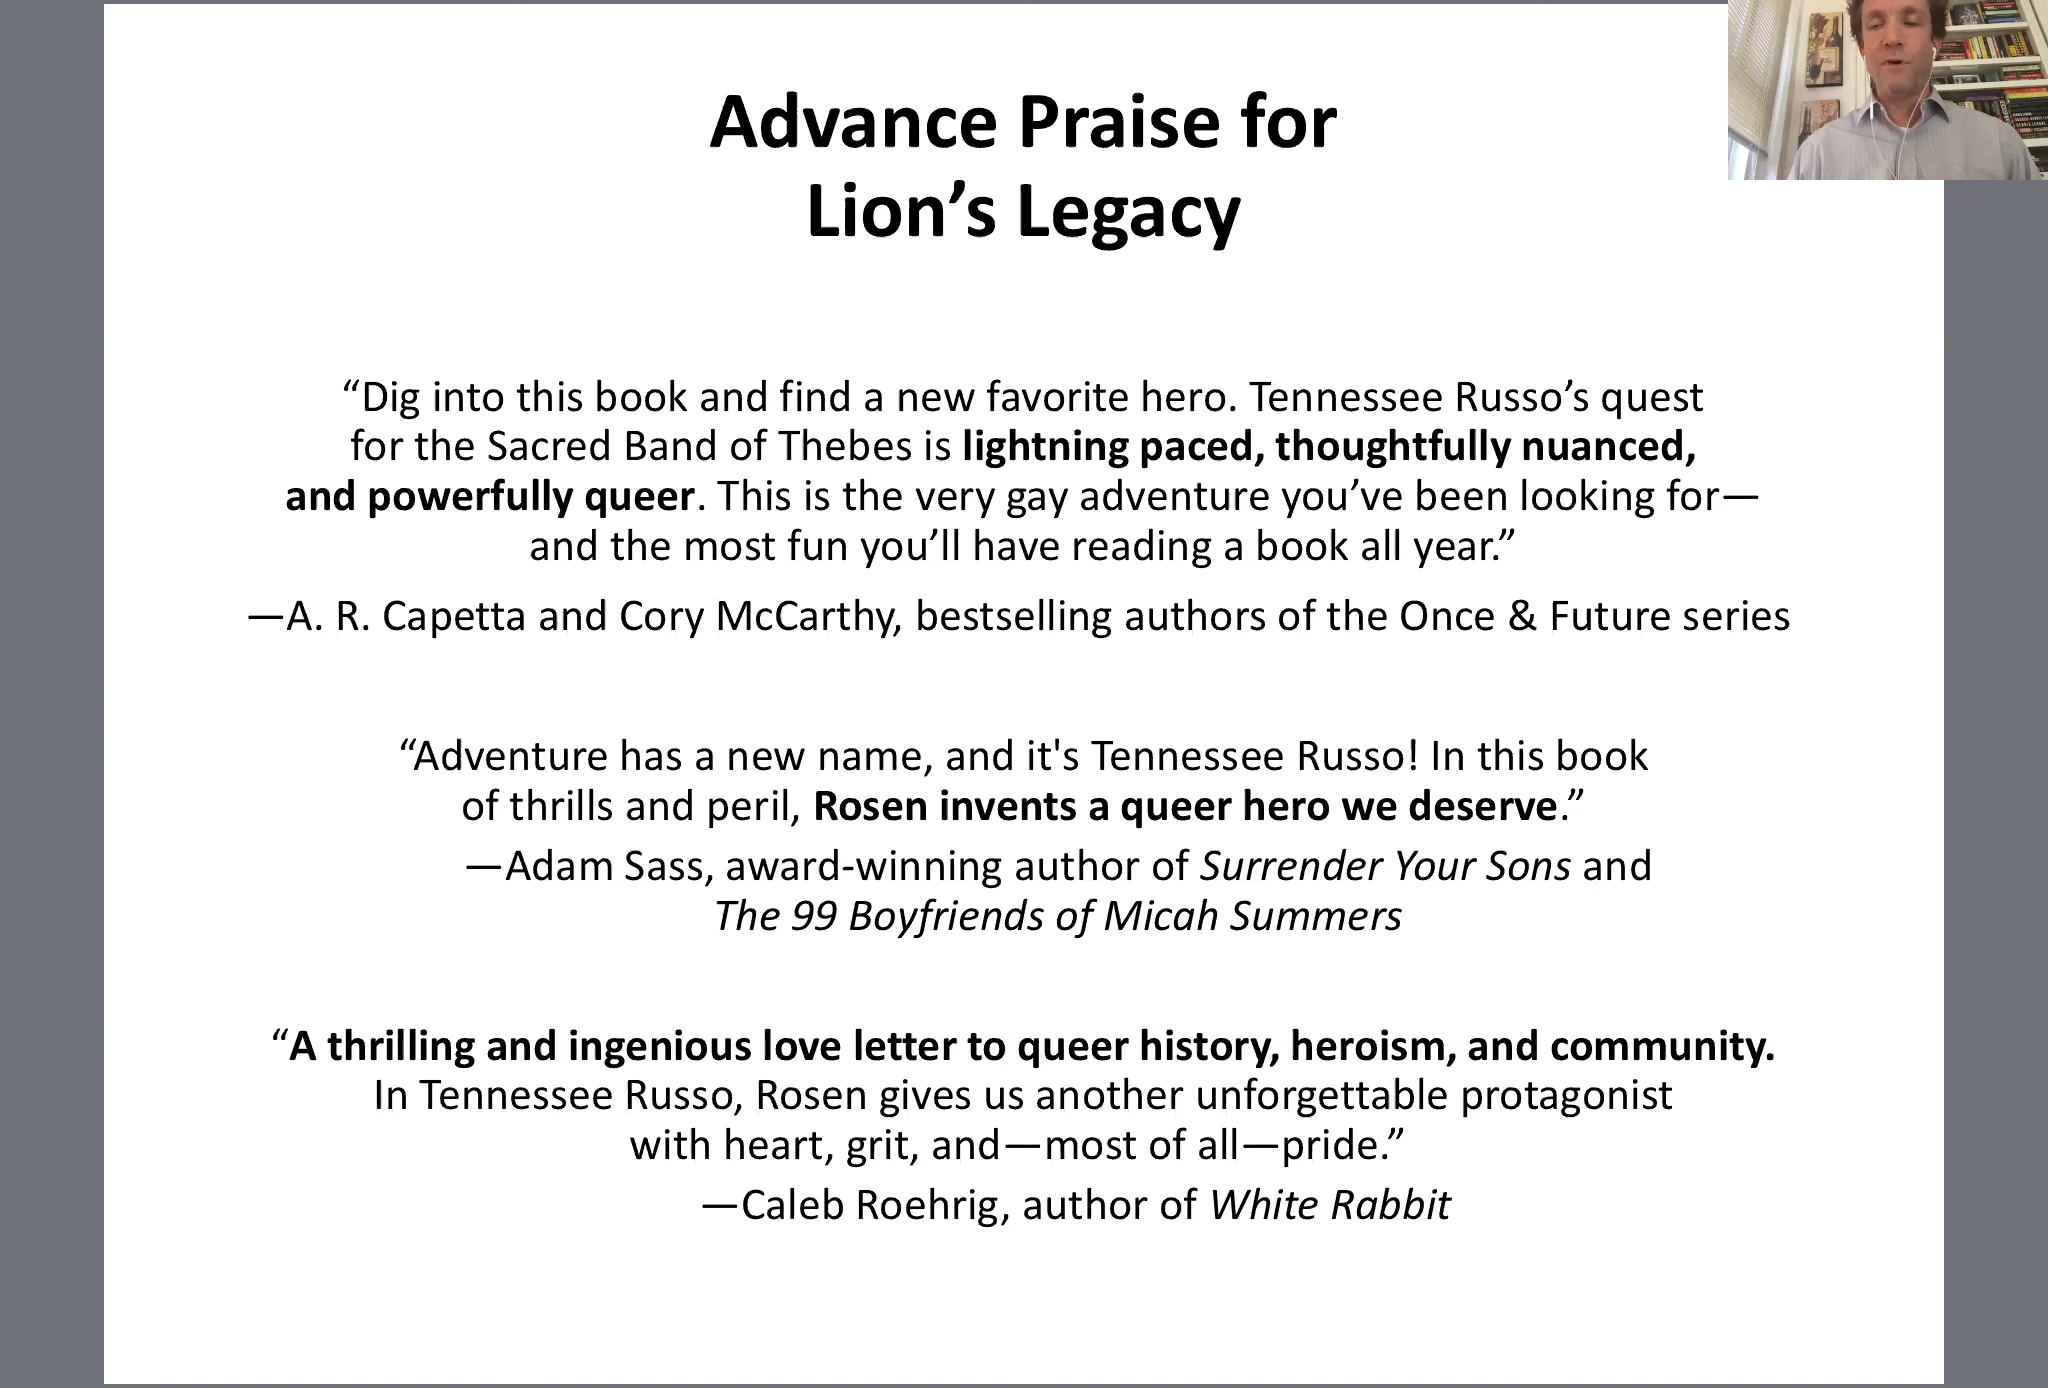 Advance Praise for
Lion’s Legacy
“Dig into this book and find a new favorite hero. Tennessee Russo’s quest
for the Sacred Band of Thebes is lightning paced, thoughtfully nuanced,
and powerfully queer. This is the very gay adventure you’ve been looking for—
and the most fun you’ll have reading a book all year.”
—A. R. Capetta and Cory McCarthy, bestselling authors of the Once & Future series
“Adventure has a new name, and it's Tennessee Russo! In this book
of thrills and peril, Rosen invents a queer hero we deserve.”
—Adam Sass, award-winning author of Surrender Your Sons and
The 99 Boyfriends of Micah Summers
“A thrilling and ingenious love letter to queer history, heroism, and community.
In Tennessee Russo, Rosen gives us another unforgettable protagonist
with heart, grit, and—most of all—pride.”
—Caleb Roehrig, author of White Rabbit